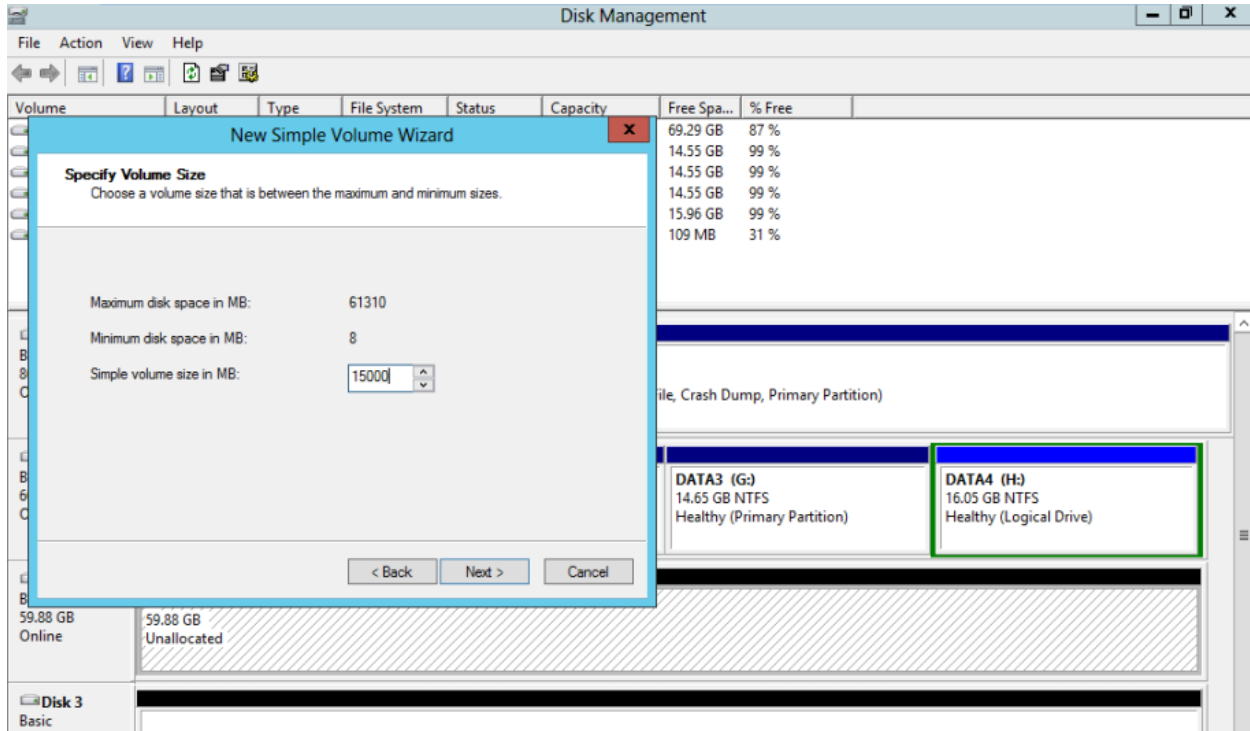 Disk Management
File Action View Help
Volume Layout Type File System Status Capacity Free Spa... % Free
69.29 GB 87 %
14.55 GB 99 %
14.55 GB 99 %
14.55 GB 99 %
15.96 GB 99 %
109 MB 31 %
New Simple Volume Wizard
Specify Volume Size
Choose a volume size that is between the maximum and minimum sizes.
Maximum disk space in MB: 61310
Minimum disk space in MB: 8
Simple volume size in MB: 15000
< Back Next > Cancel
ile, Crash Dump, Primary Partition)
DATA3 (G:)
14.65 GB NTFS
Healthy (Primary Partition)
DATA4 (H:)
16.05 GB NTFS
Healthy (Logical Drive)
59.88 GB
Online
59.88 GB
Unallocated
Disk 3
Basic